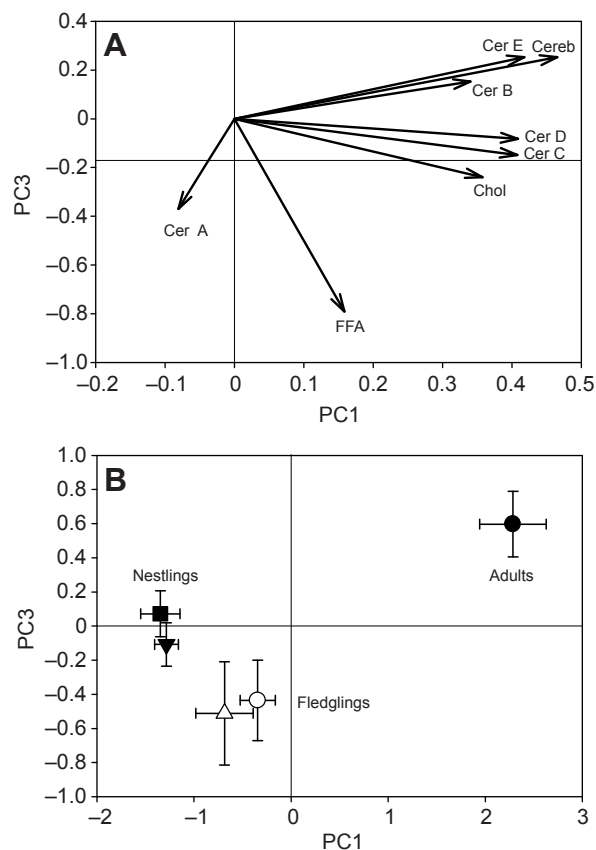 A
0.4
0.2
0
–0.2
–0.4
–0.6
–0.8
–1.0
PC3
Cer E
Cereb
Cer B
Cer D
Cer C
Chol
Cer A
FFA
–0.2
–0.1
0
0.1
0.2
0.3
0.4
0.5
PC1
B
1.0
0.8
0.6
0.4
0.2
0
–0.2
–0.4
–0.6
–0.8
–1.0
PC3
Nestlings
Adults
Fledglings
–2
–1
0
1
2
3
PC1